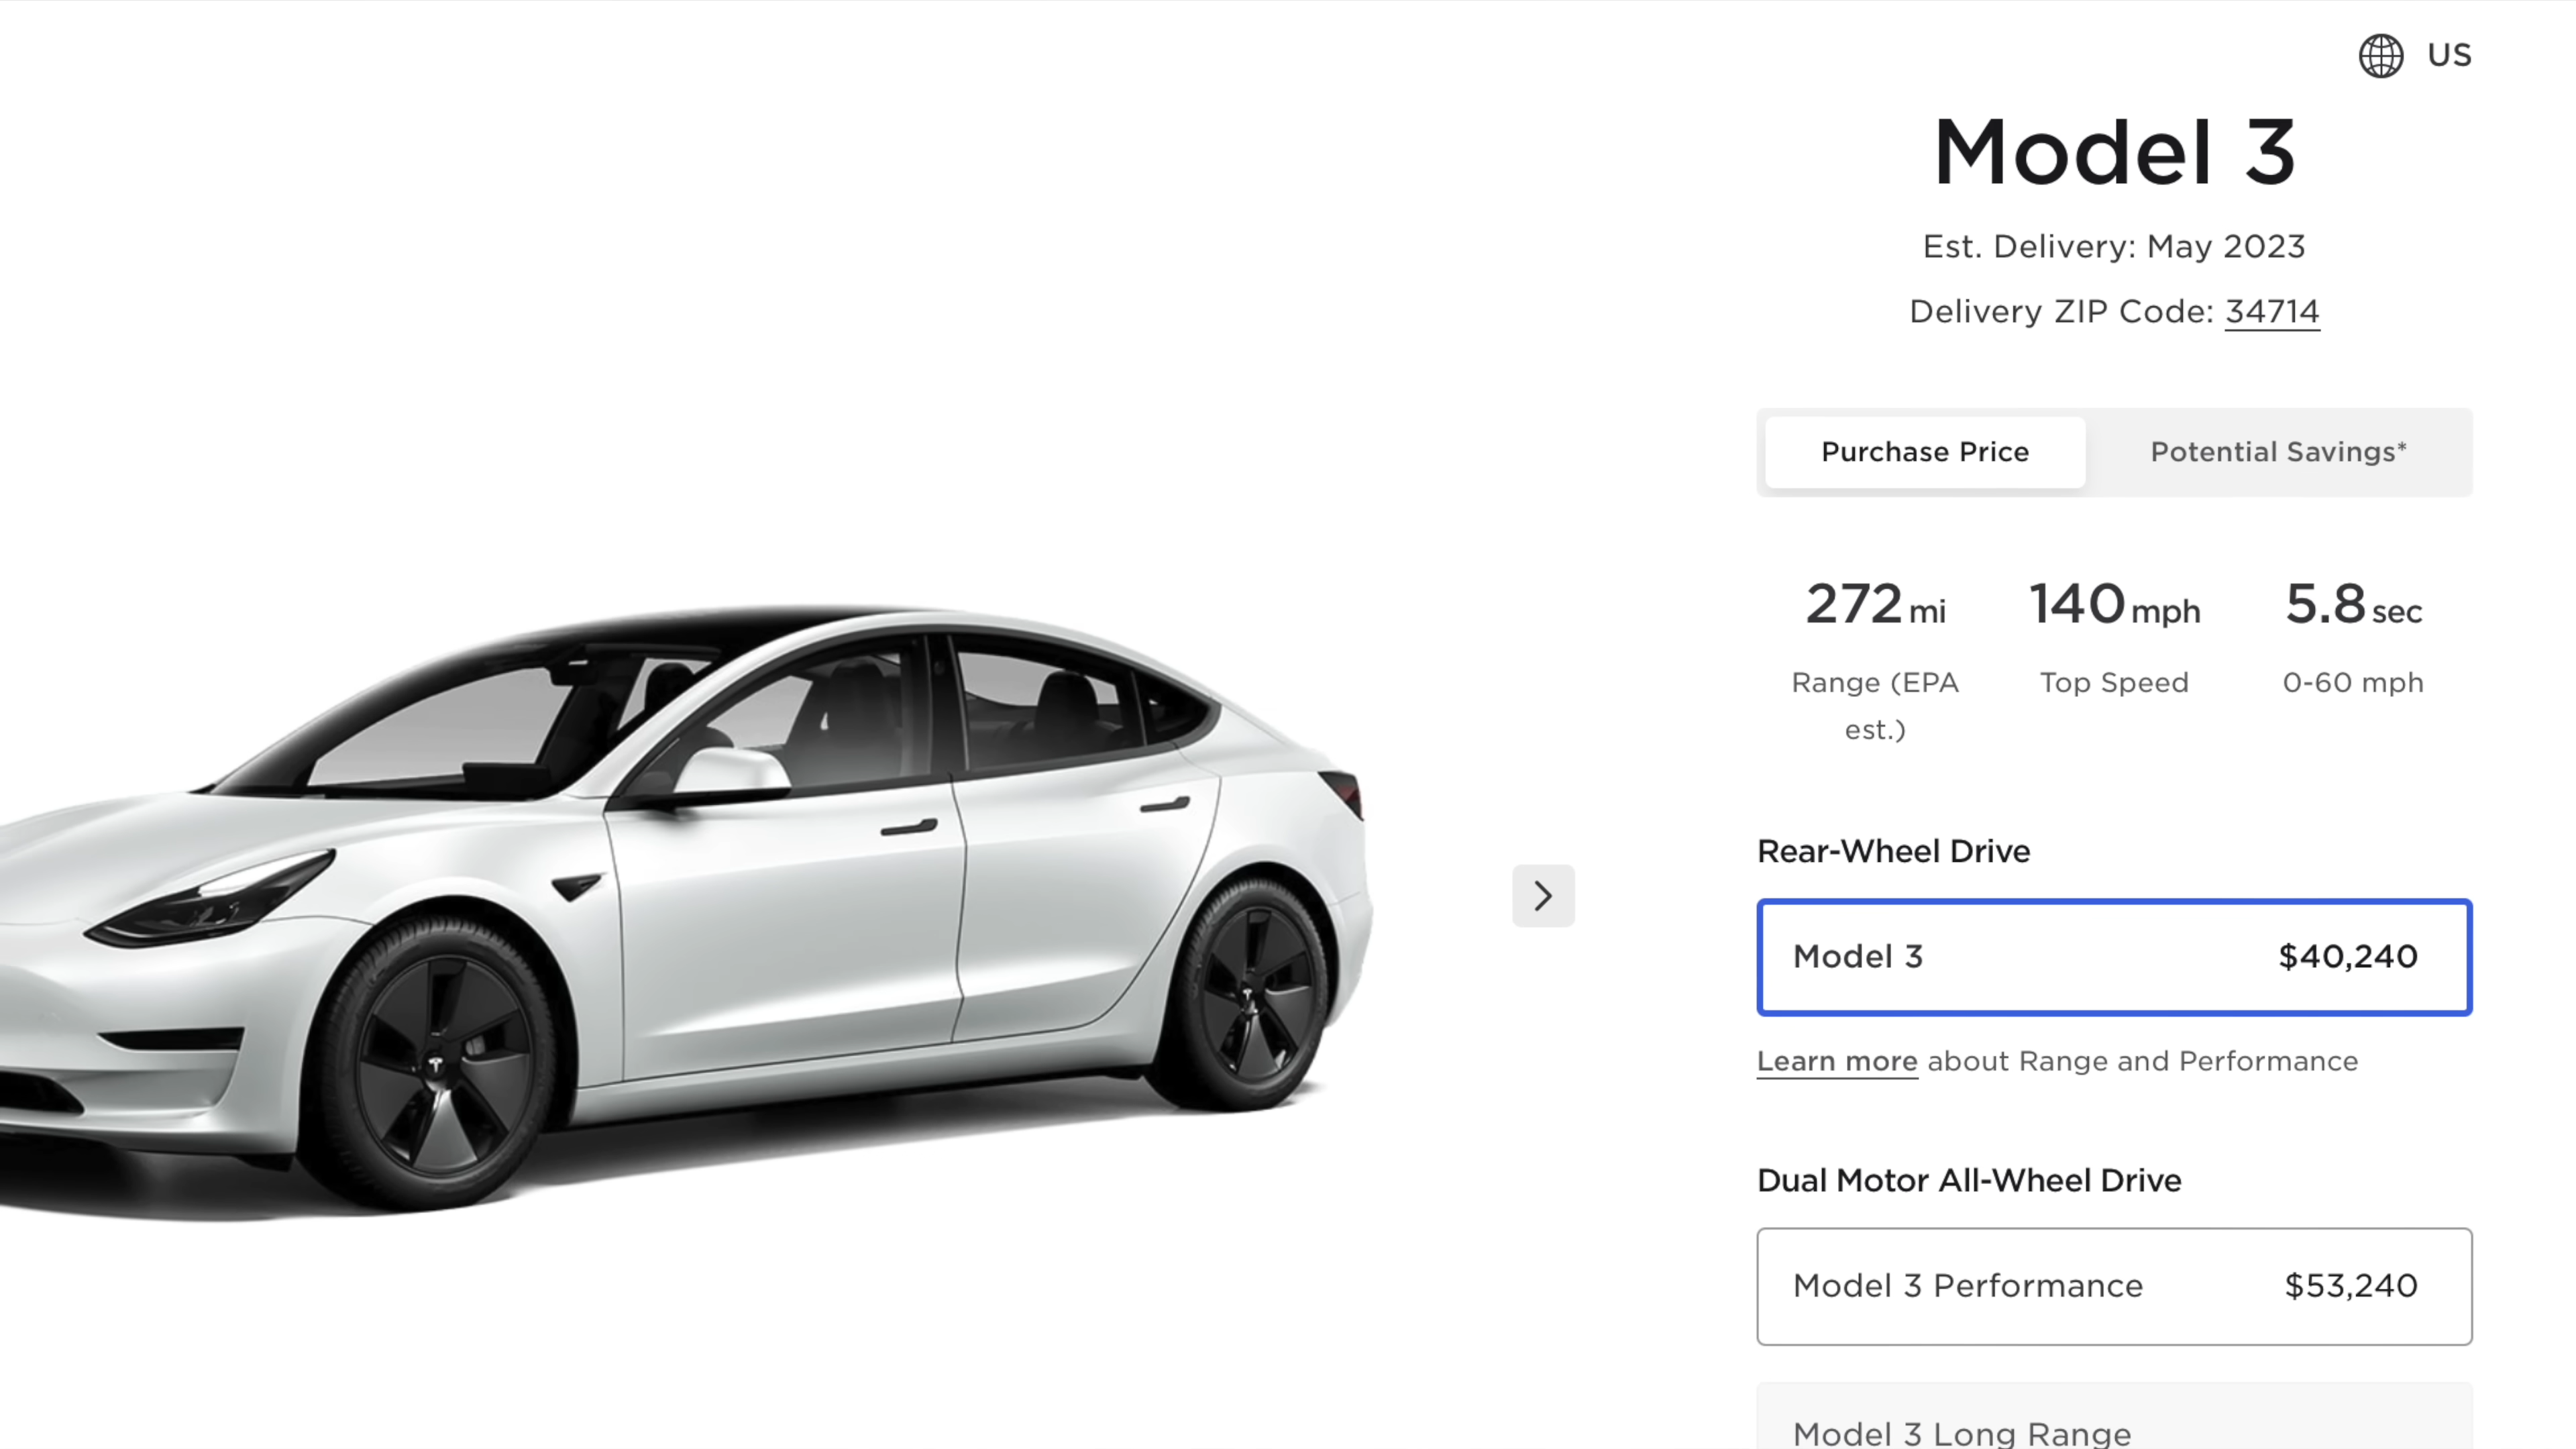 US
Model 3
Est. Delivery: May 2023
Delivery ZIP Code: 34714
Purchase Price
Potential Savings*
272 mi
140 mph
5.8 sec
Range (EPA
est.)
Top Speed
0-60 mph
Rear-Wheel Drive
Model 3 $40,240
Learn more about Range and Performance
Dual Motor All-Wheel Drive
Model 3 Performance $53,240
Model 3 Long Range